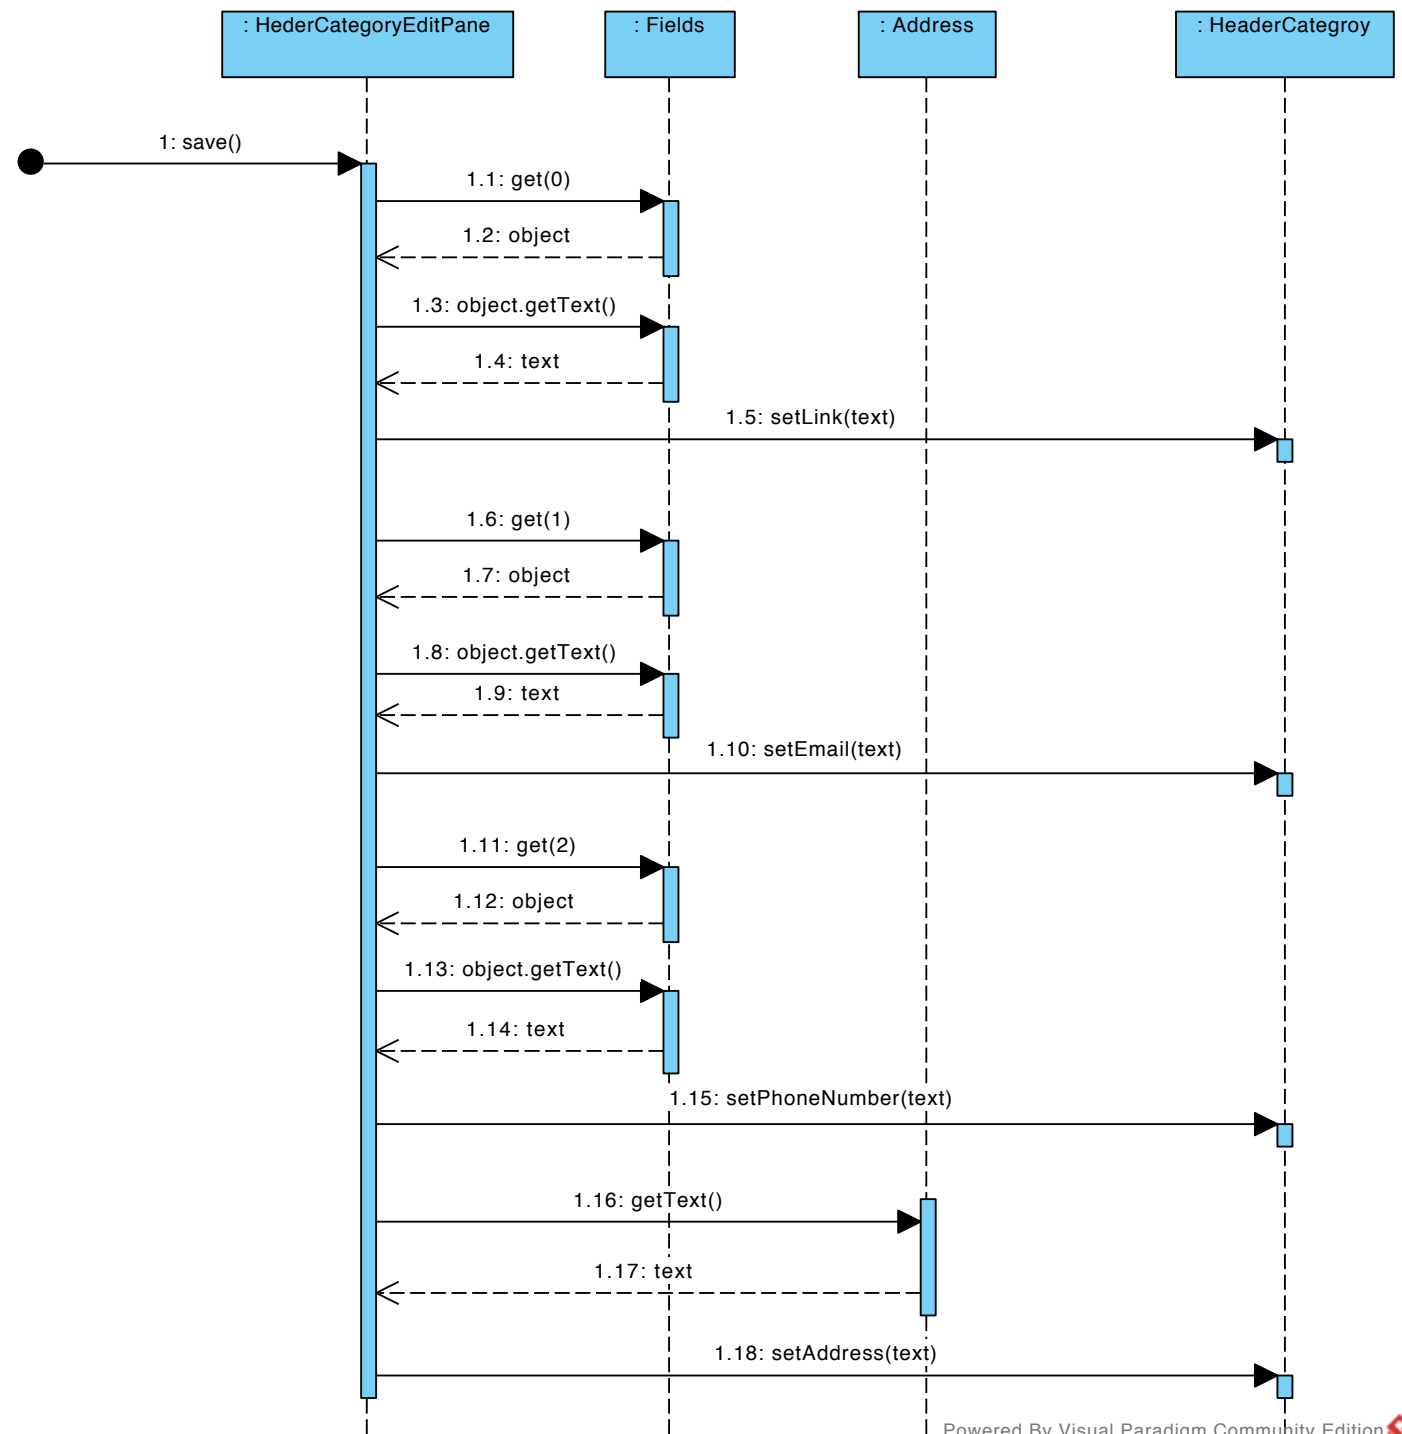 : HederCategoryEditPane
: Fields
: Address
: HeaderCategroy
1: save()
1.1: get(0)
1.2: object
1.3: object.getText()
1.4: text
1.5: setLink(text)
1.6: get(1)
1.7: object
1.8: object.getText()
1.9: text
1.10: setEmail(text)
1.11: get(2)
1.12: object
1.13: object.getText()
1.14: text
1.15: setPhoneNumber(text)
1.16: getText()
1.17: text
1.18: setAddress(text)
Powered By Visual Paradigm Community Edition